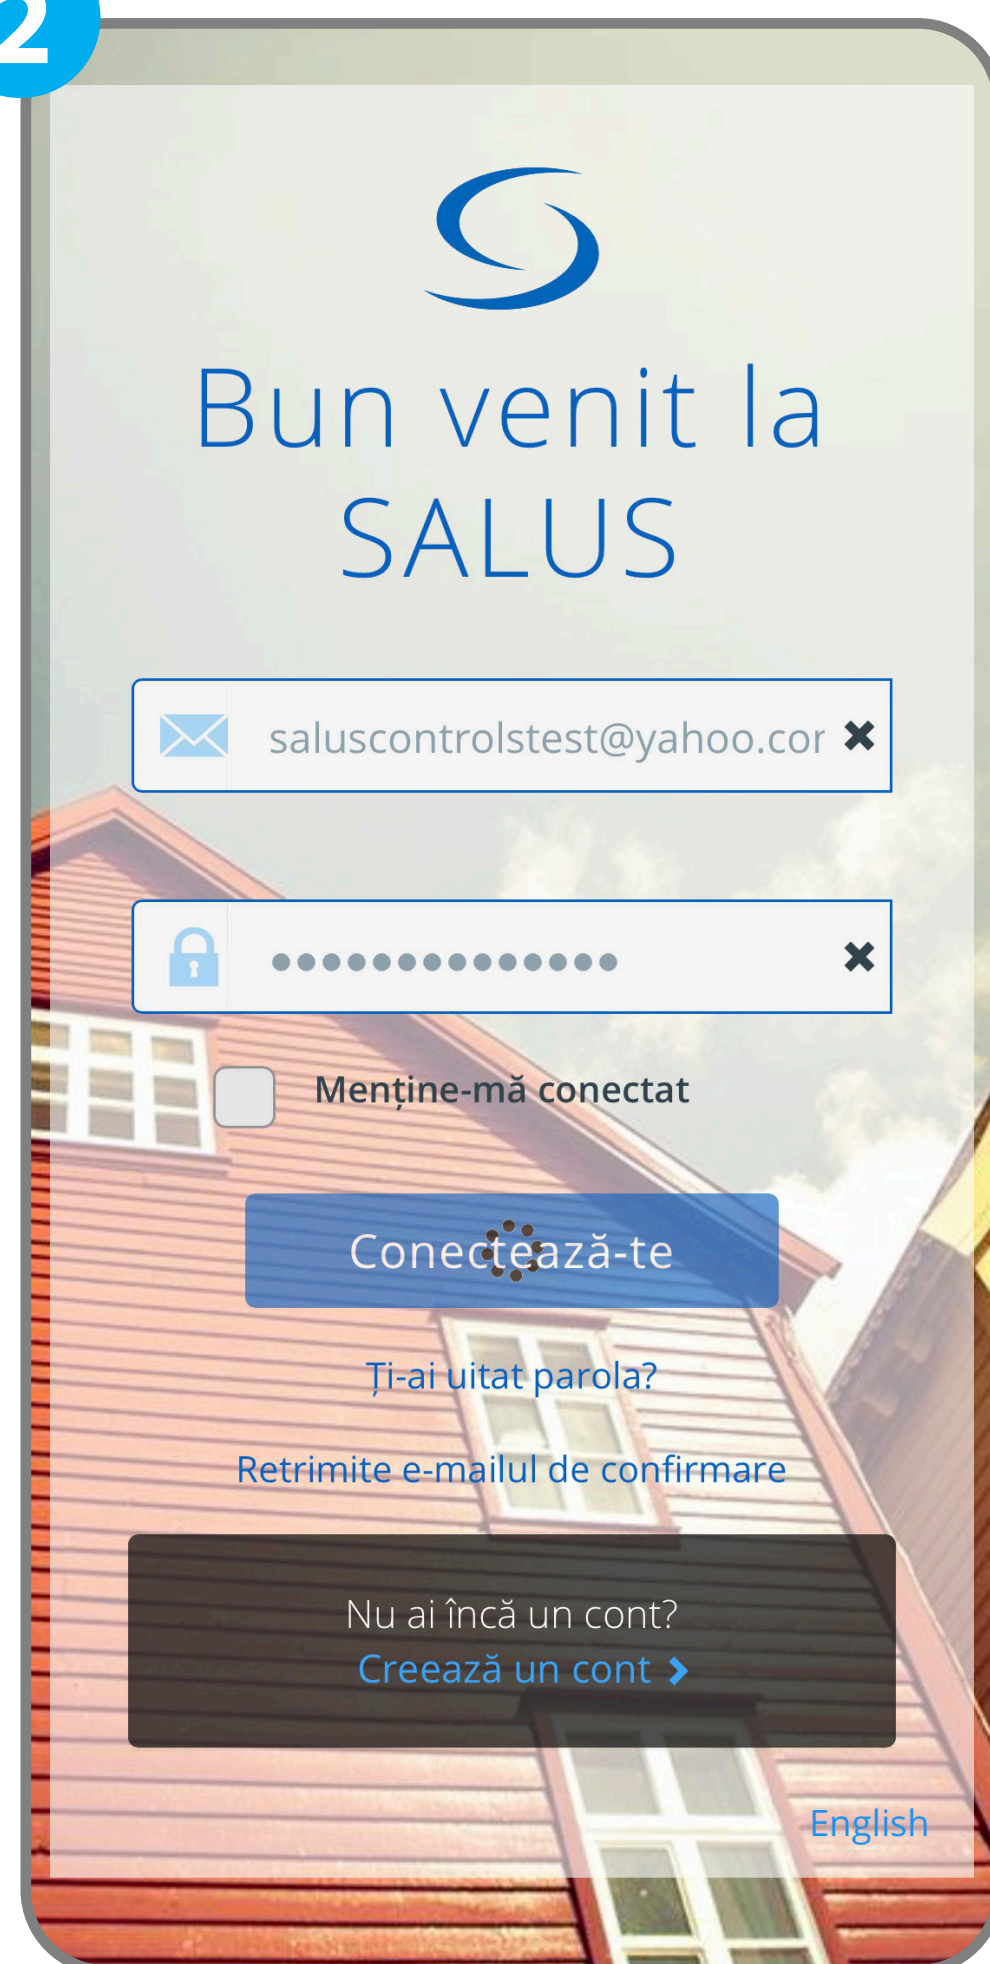 2
Bun venit la
SALUS
saluscontrolstest@yahoo.cor
Menține-mă conectat
Conectează-te
Ți-ai uitat parola?
Retrimite e-mailul de confirmare
Nu ai încă un cont?
Creează un cont
English